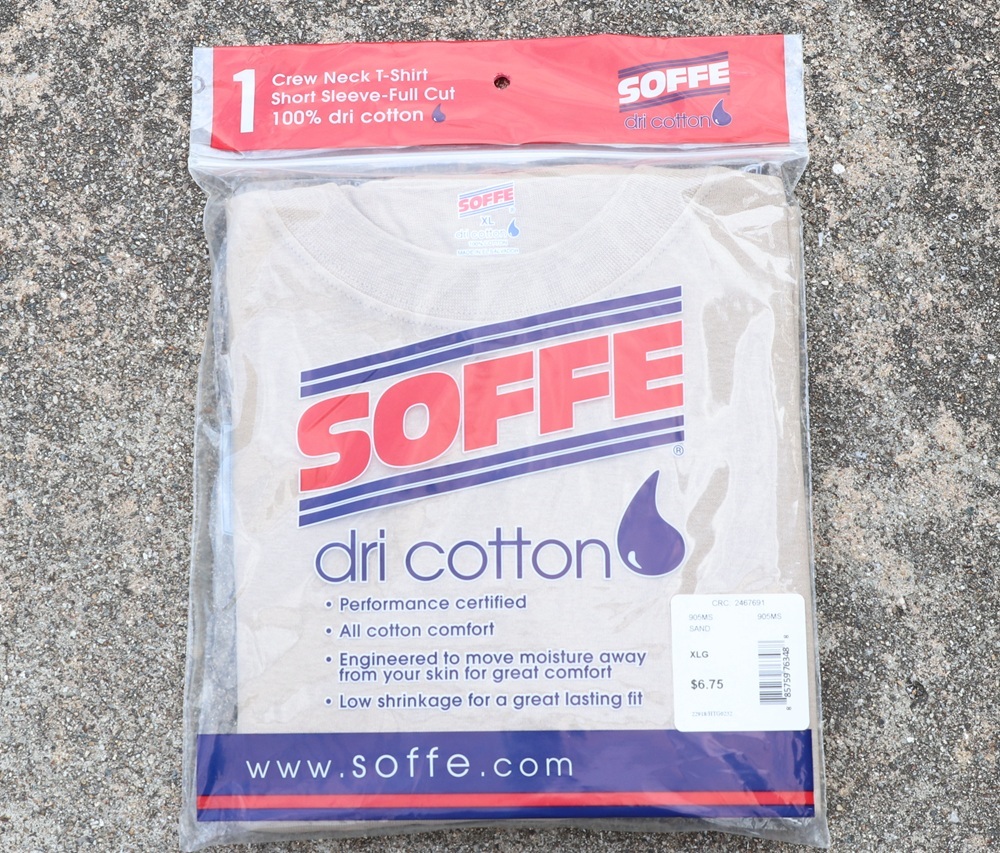 1
Crew Neck T-Shirt
Short Sleeve-Full Cut
100% dri cotton
SOFFE
dri cotton
SOFFE
XL
dri cotton
SOFFE®
dri cotton
• Performance certified
• All cotton comfort
• Engineered to move moisture away
from your skin for great comfort
• Low shrinkage for a great lasting fit
CRC: 2467691
905MS 905MS
SAND
XLG
$6.75
www.soffe.com